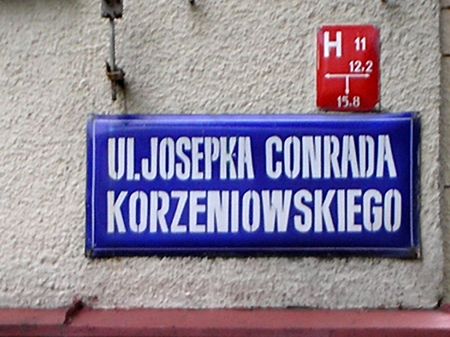 H 11
12.2
15.8
Ul.JOSEPKA CONRADA
KORZENIOWSKIEGO